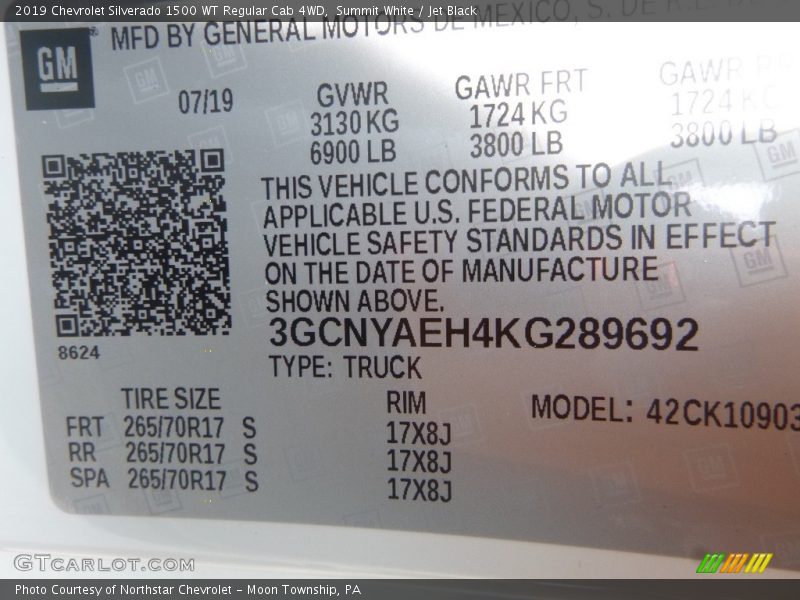 2019 Chevrolet Silverado 1500 WT Regular Cab 4WD, Summit White / Jet Black
MFD BY GENERAL MOTORS DE MEXICO, S. DE R.L. DE
GM
07/19
GVWR GAWR FRT GAWR
3130 KG 1724 KG 1724 KG
6900 LB 3800 LB 3800 LB
THIS VEHICLE CONFORMS TO ALL
APPLICABLE U.S. FEDERAL MOTOR
VEHICLE SAFETY STANDARDS IN EFFECT
ON THE DATE OF MANUFACTURE
SHOWN ABOVE.
3GCNYAEH4KG289692
8624
TYPE: TRUCK
TIRE SIZE RIM MODEL: 42CK10903
FRT 265/70R17 S 17X8J
RR 265/70R17 S 17X8J
SPA 265/70R17 S 17X8J
GTCARLOT.COM
Photo Courtesy of Northstar Chevrolet - Moon Township, PA